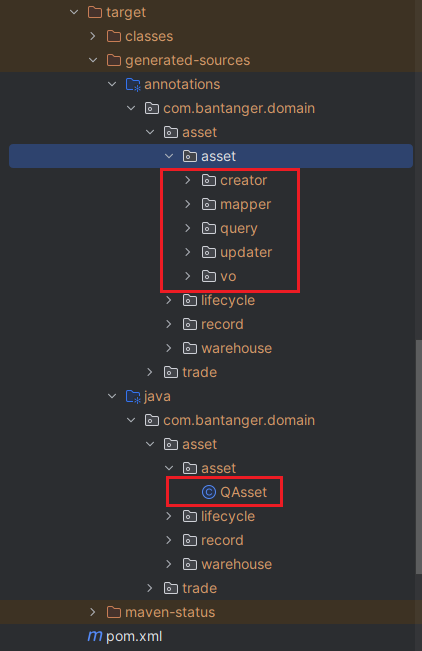 target
classes
generated-sources
annotations
com.bantanger.domain
asset
asset
creator
mapper
query
updater
vo
lifecycle
record
warehouse
trade
java
com.bantanger.domain
asset
asset
C QAsset
lifecycle
record
warehouse
trade
maven-status
m pom.xml